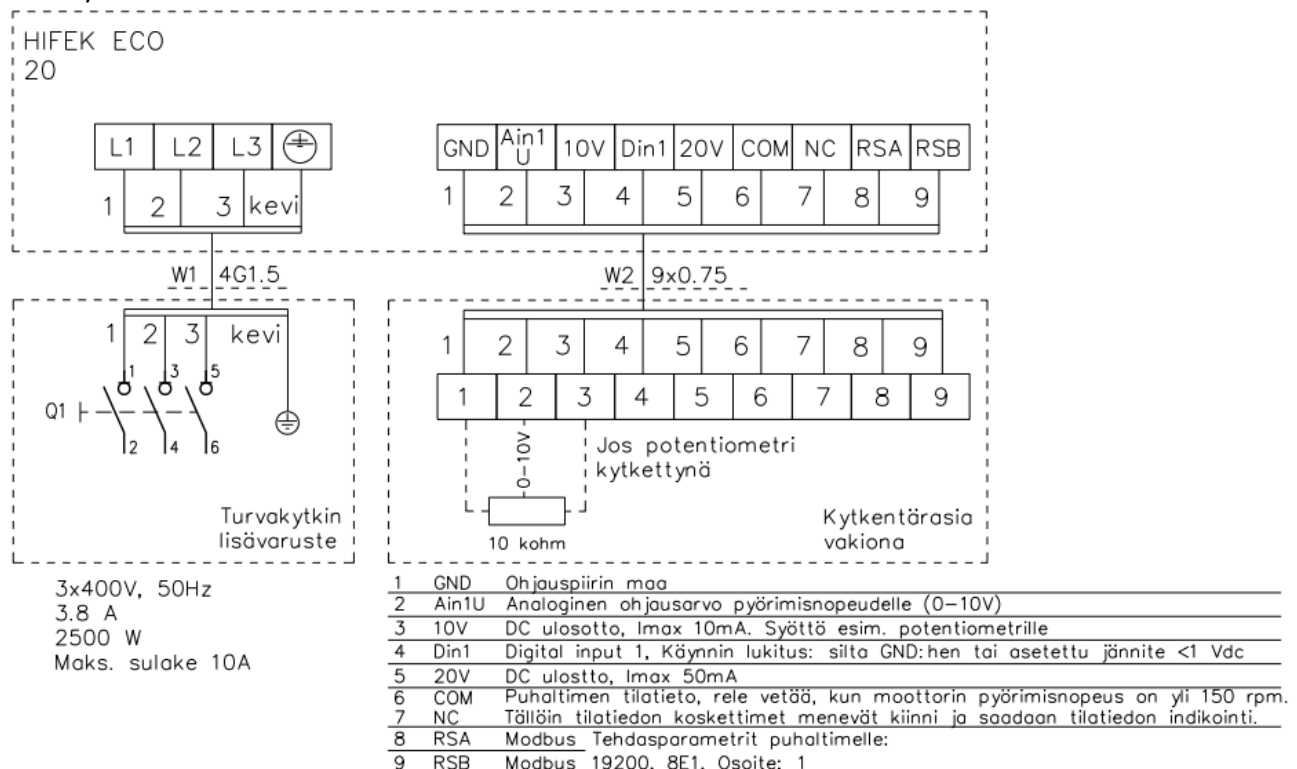 HIFEK ECO
20
L1 L2 L3
GND Ain1 U 10V Din1 20V COM NC RSA RSB
1 2 3 kevi
1 2 3 4 5 6 7 8 9
W1 4G1.5
W2 9x0.75
1 2 3 kevi
1 3 5
Q1
2 4 6
Turvakytkin
lisävaruste
1 2 3 4 5 6 7 8 9
1 2 3 4 5 6 7 8 9
0-10V
Jos potentiometri
kytkettynä
10 kohm
Kytkentärasia
vakiona
3x400V, 50Hz
3.8 A
2500 W
Maks. sulake 10A
1 GND Ohjauspiirin maa
2 Ain1U Analoginen ohjausarvo pyörimisnopeudelle (0-10V)
3 10V DC ulosotto, Imax 10mA. Syöttö esim. potentiometrille
4 Din1 Digital input 1, Käynnin lukitus: silta GND:hen tai asetettu jännite <1 Vdc
5 20V DC ulostto, Imax 50mA
6 COM Puhaltimen tilatieto, rele vetää, kun moottorin pyörimisnopeus on yli 150 rpm.
7 NC Tällöin tilatiedon koskettimet menevät kiinni ja saadaan tilatiedon indikointi.
8 RSA Modbus Tehdasparametrit puhaltimelle:
9 RSB Modbus 19200, 8E1, Osoite: 1